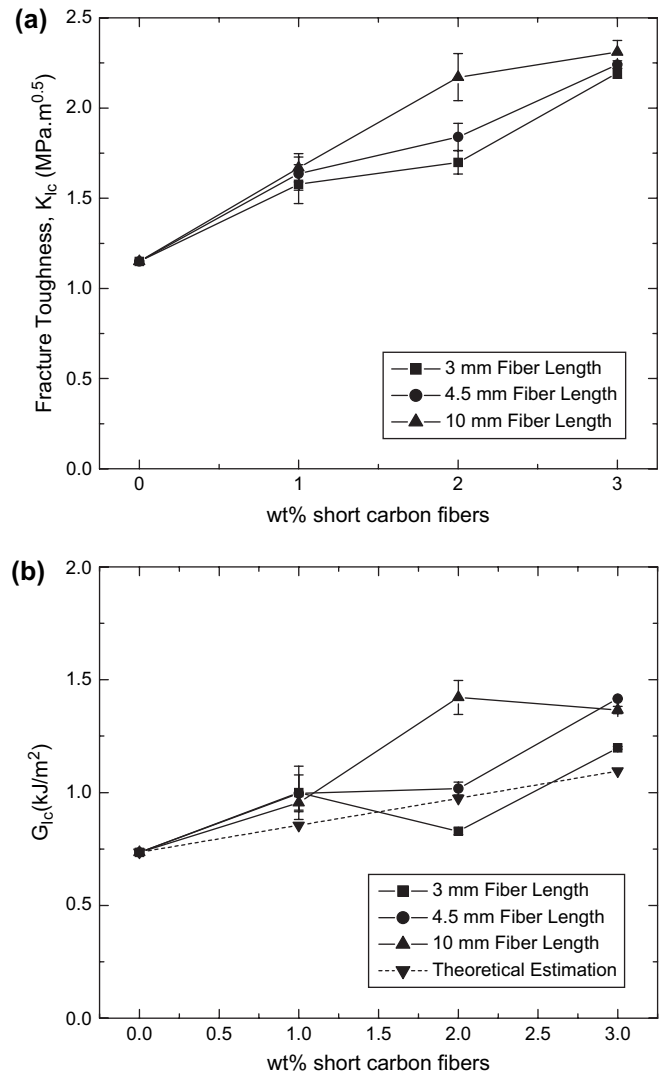 (a)
2.5
2.0
1.5
1.0
0.5
0.0
Fracture Toughness, K_Ic (MPa.m^0.5)
3 mm Fiber Length
4.5 mm Fiber Length
10 mm Fiber Length
0 1 2 3
wt% short carbon fibers
(b)
2.0
1.5
1.0
0.5
0.0
G_Ic(kJ/m²)
3 mm Fiber Length
4.5 mm Fiber Length
10 mm Fiber Length
Theoretical Estimation
0.0 0.5 1.0 1.5 2.0 2.5 3.0
wt% short carbon fibers